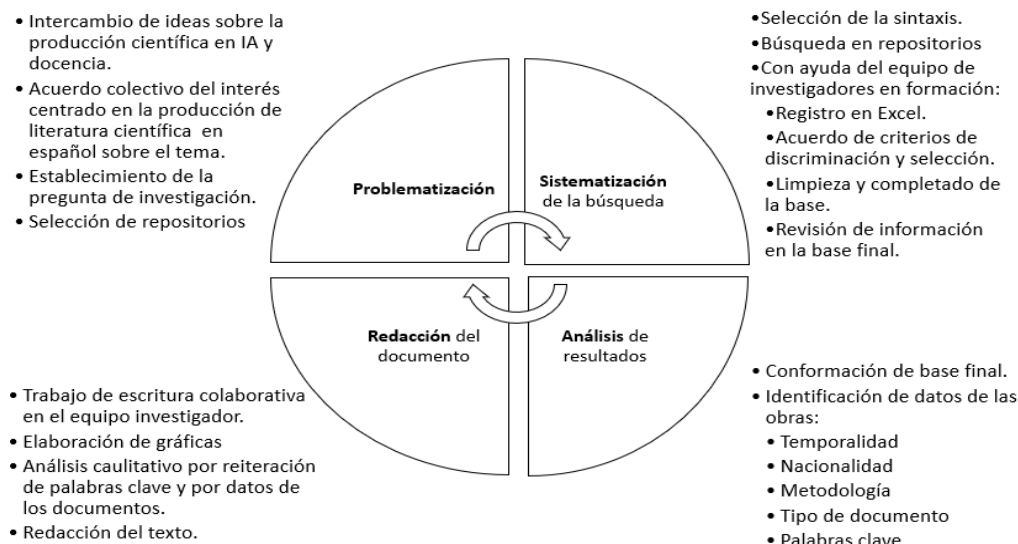 • Intercambio de ideas sobre la
producción científica en IA y
docencia.
• Acuerdo colectivo del interés
centrado en la producción de
literatura científica en
español sobre el tema.
• Establecimiento de la
pregunta de investigación.
• Selección de repositorios
Problematización
•Selección de la sintaxis.
•Búsqueda en repositorios
•Con ayuda del equipo de
investigadores en formación:
•Registro en Excel.
•Acuerdo de criterios de
discriminación y selección.
•Limpieza y completado de
la base.
•Revisión de información
en la base final.
Sistematización
de la búsqueda
Redacción del
documento
Análisis de
resultados
• Trabajo de escritura colaborativa
en el equipo investigador.
• Elaboración de gráficas
• Análisis caulitativo por reiteración
de palabras clave y por datos de
los documentos.
• Redacción del texto.
• Conformación de base final.
• Identificación de datos de las
obras:
• Temporalidad
• Nacionalidad
• Metodología
• Tipo de documento
• Palabras clave